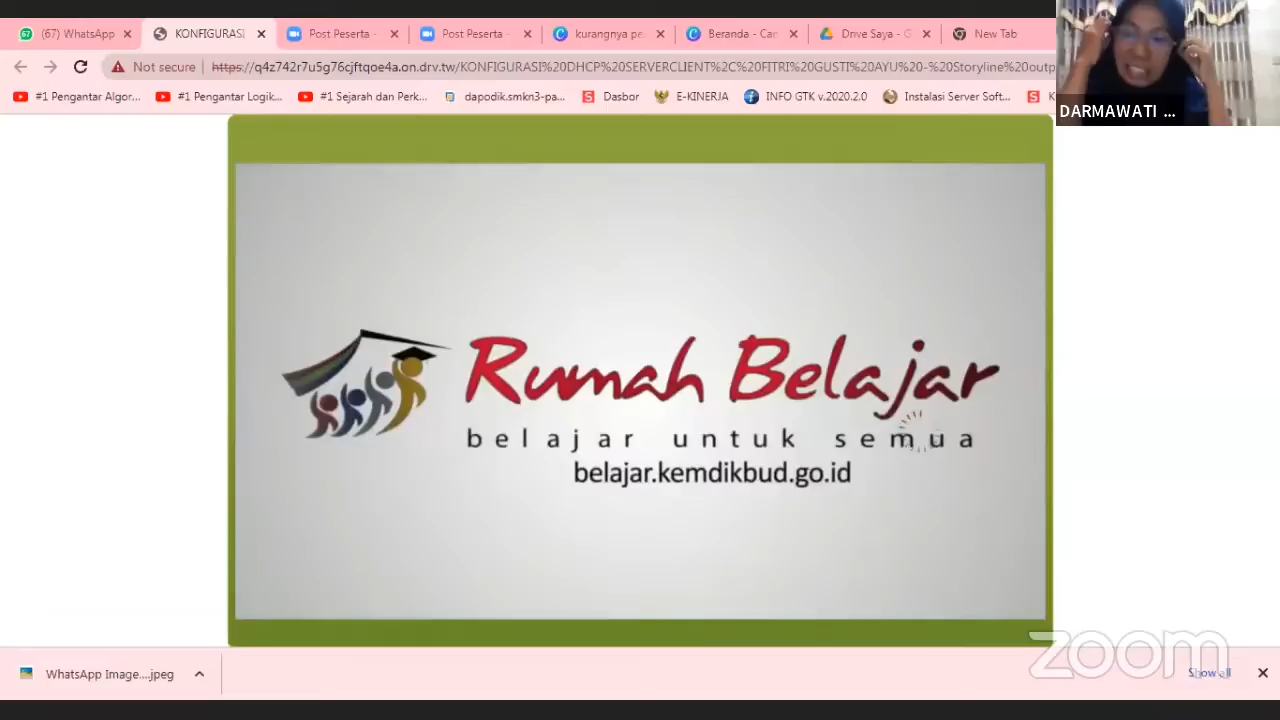 (67) WhatsApp
KONFIGURASI
Post Peserta -
Post Peserta -
kurangnya pe
Beranda - Can
Drive Saya - G
New Tab
Not secure
https://q4z742r7u5g76cjftqoe4a.on.drv.tw/KONFIGURASI%20DHCP%20SERVERCLIENT%2C%20FITRI%20GUSTI%20AYU%20-%20Storyline%20outp
#1 Pengantar Algor...
#1 Pengantar Logik...
#1 Sejarah dan Perk...
dapodik.smkn3-pa...
Dasbor
E-KINERJA
INFO GTK v.2020.2.0
Instalasi Server Soft...
DARMAWATI ...
Rumah Belajar
belajar untuk semua
belajar.kemdikbud.go.id
zoom
WhatsApp Image....jpeg
Show all